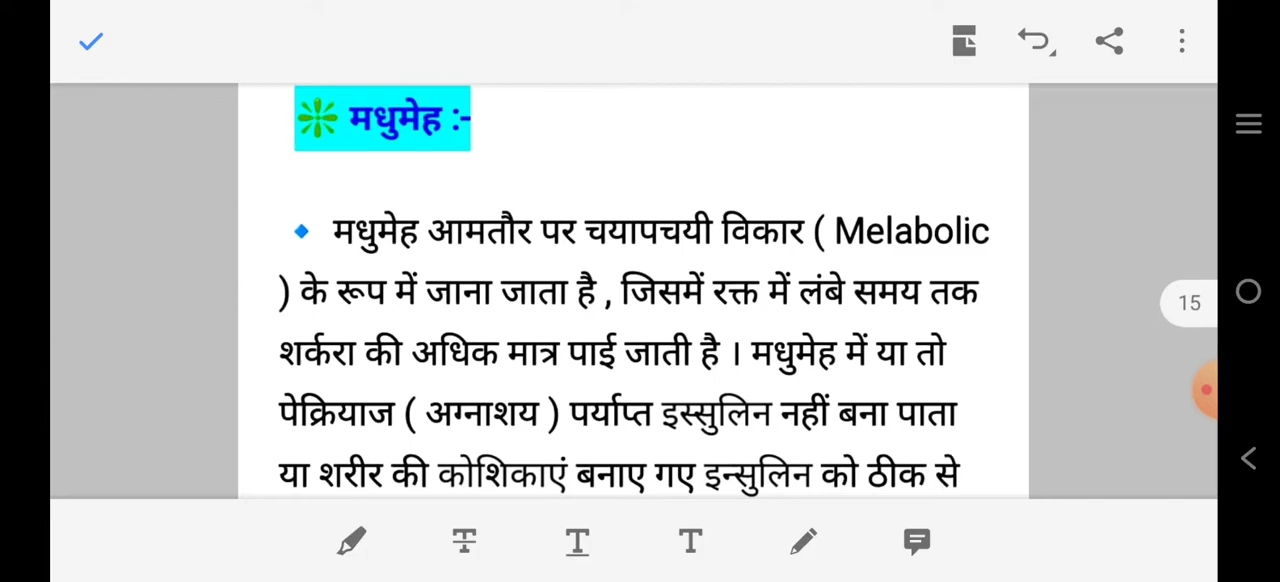 मधुमेह :-
मधुमेह आमतौर पर चयापचयी विकार ( Melabolic
) के रूप में जाना जाता है , जिसमें रक्त में लंबे समय तक
शर्करा की अधिक मात्र पाई जाती है । मधुमेह में या तो
पेक्रियाज ( अग्नाशय ) पर्याप्त इस्सुलिन नहीं बना पाता
या शरीर की कोशिकाएं बनाए गए इन्सुलिन को ठीक से
15